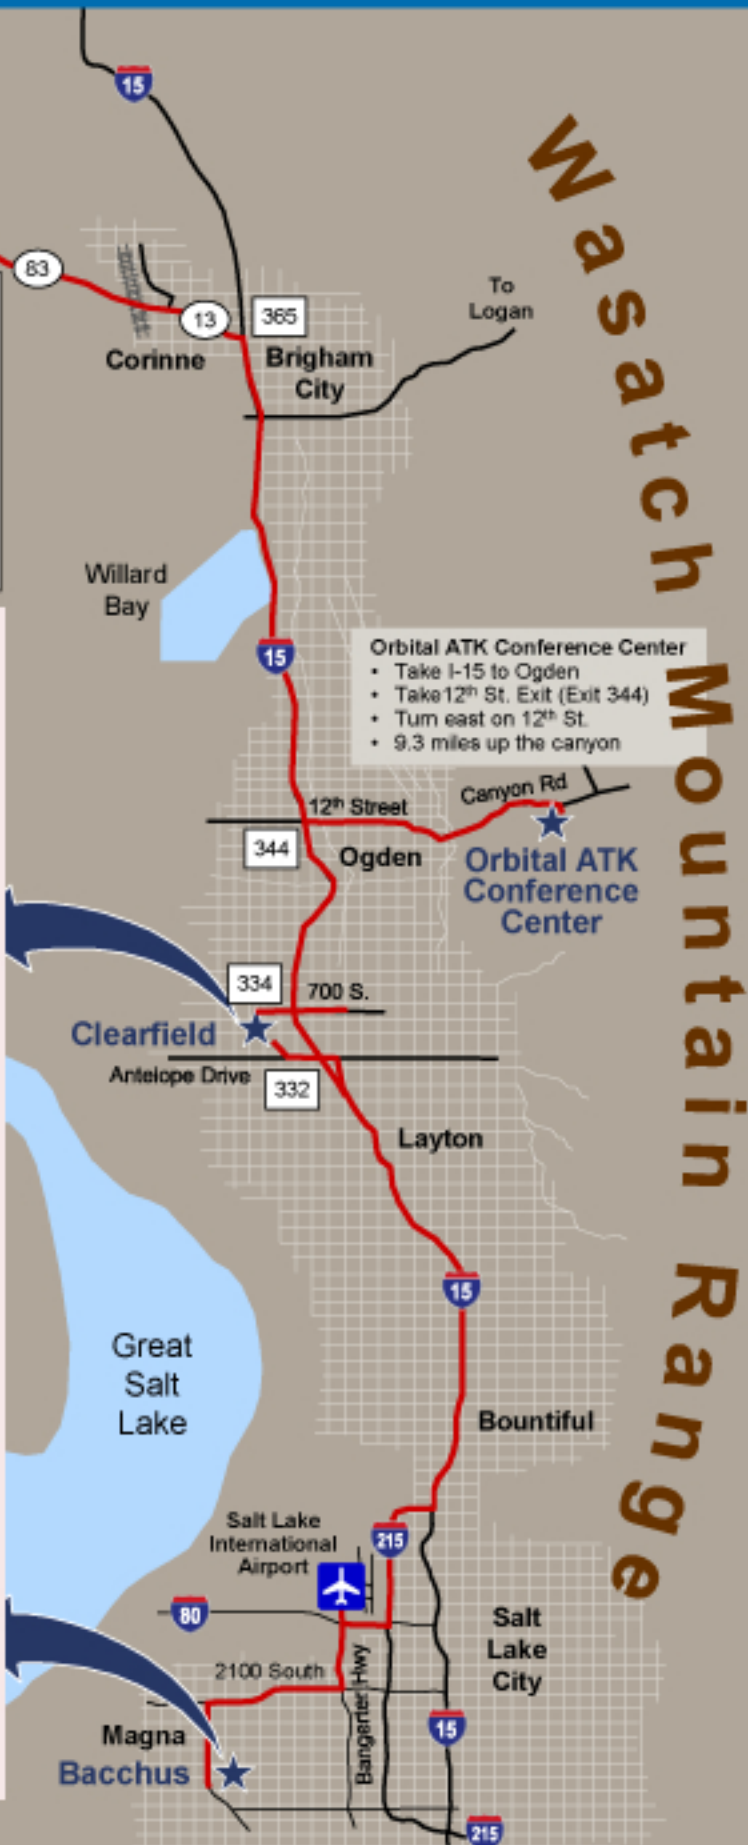 15
83
13
365
Corinne
Brigham
City
To
Logan
Wasatch Mountain Range
Willard
Bay
15
Orbital ATK Conference Center
• Take I-15 to Ogden
• Take12th St. Exit (Exit 344)
• Turn east on 12th St.
• 9.3 miles up the canyon
12th Street
Canyon Rd
344
Ogden
Orbital ATK
Conference
Center
334
700 S.
Clearfield
Antelope Drive
332
Layton
15
Great
Salt
Lake
Bountiful
Salt Lake
International
Airport
215
80
Salt
Lake
City
2100 South
Bangerter Hwy
15
Magna
Bacchus
215